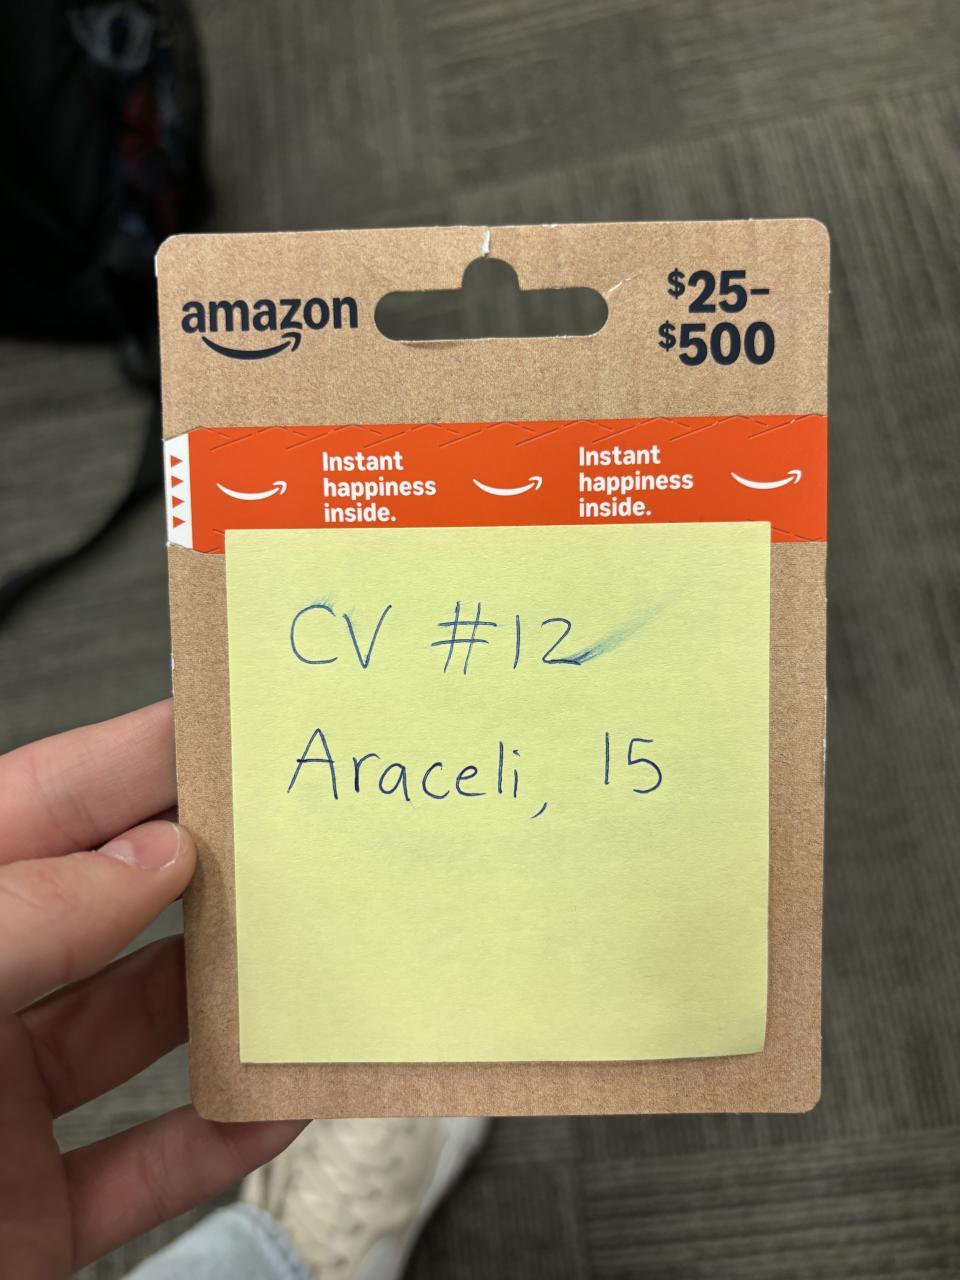 amazon
$25-
$500
Instant
happiness
inside.
Instant
happiness
inside.
CV #12
Araceli, 15